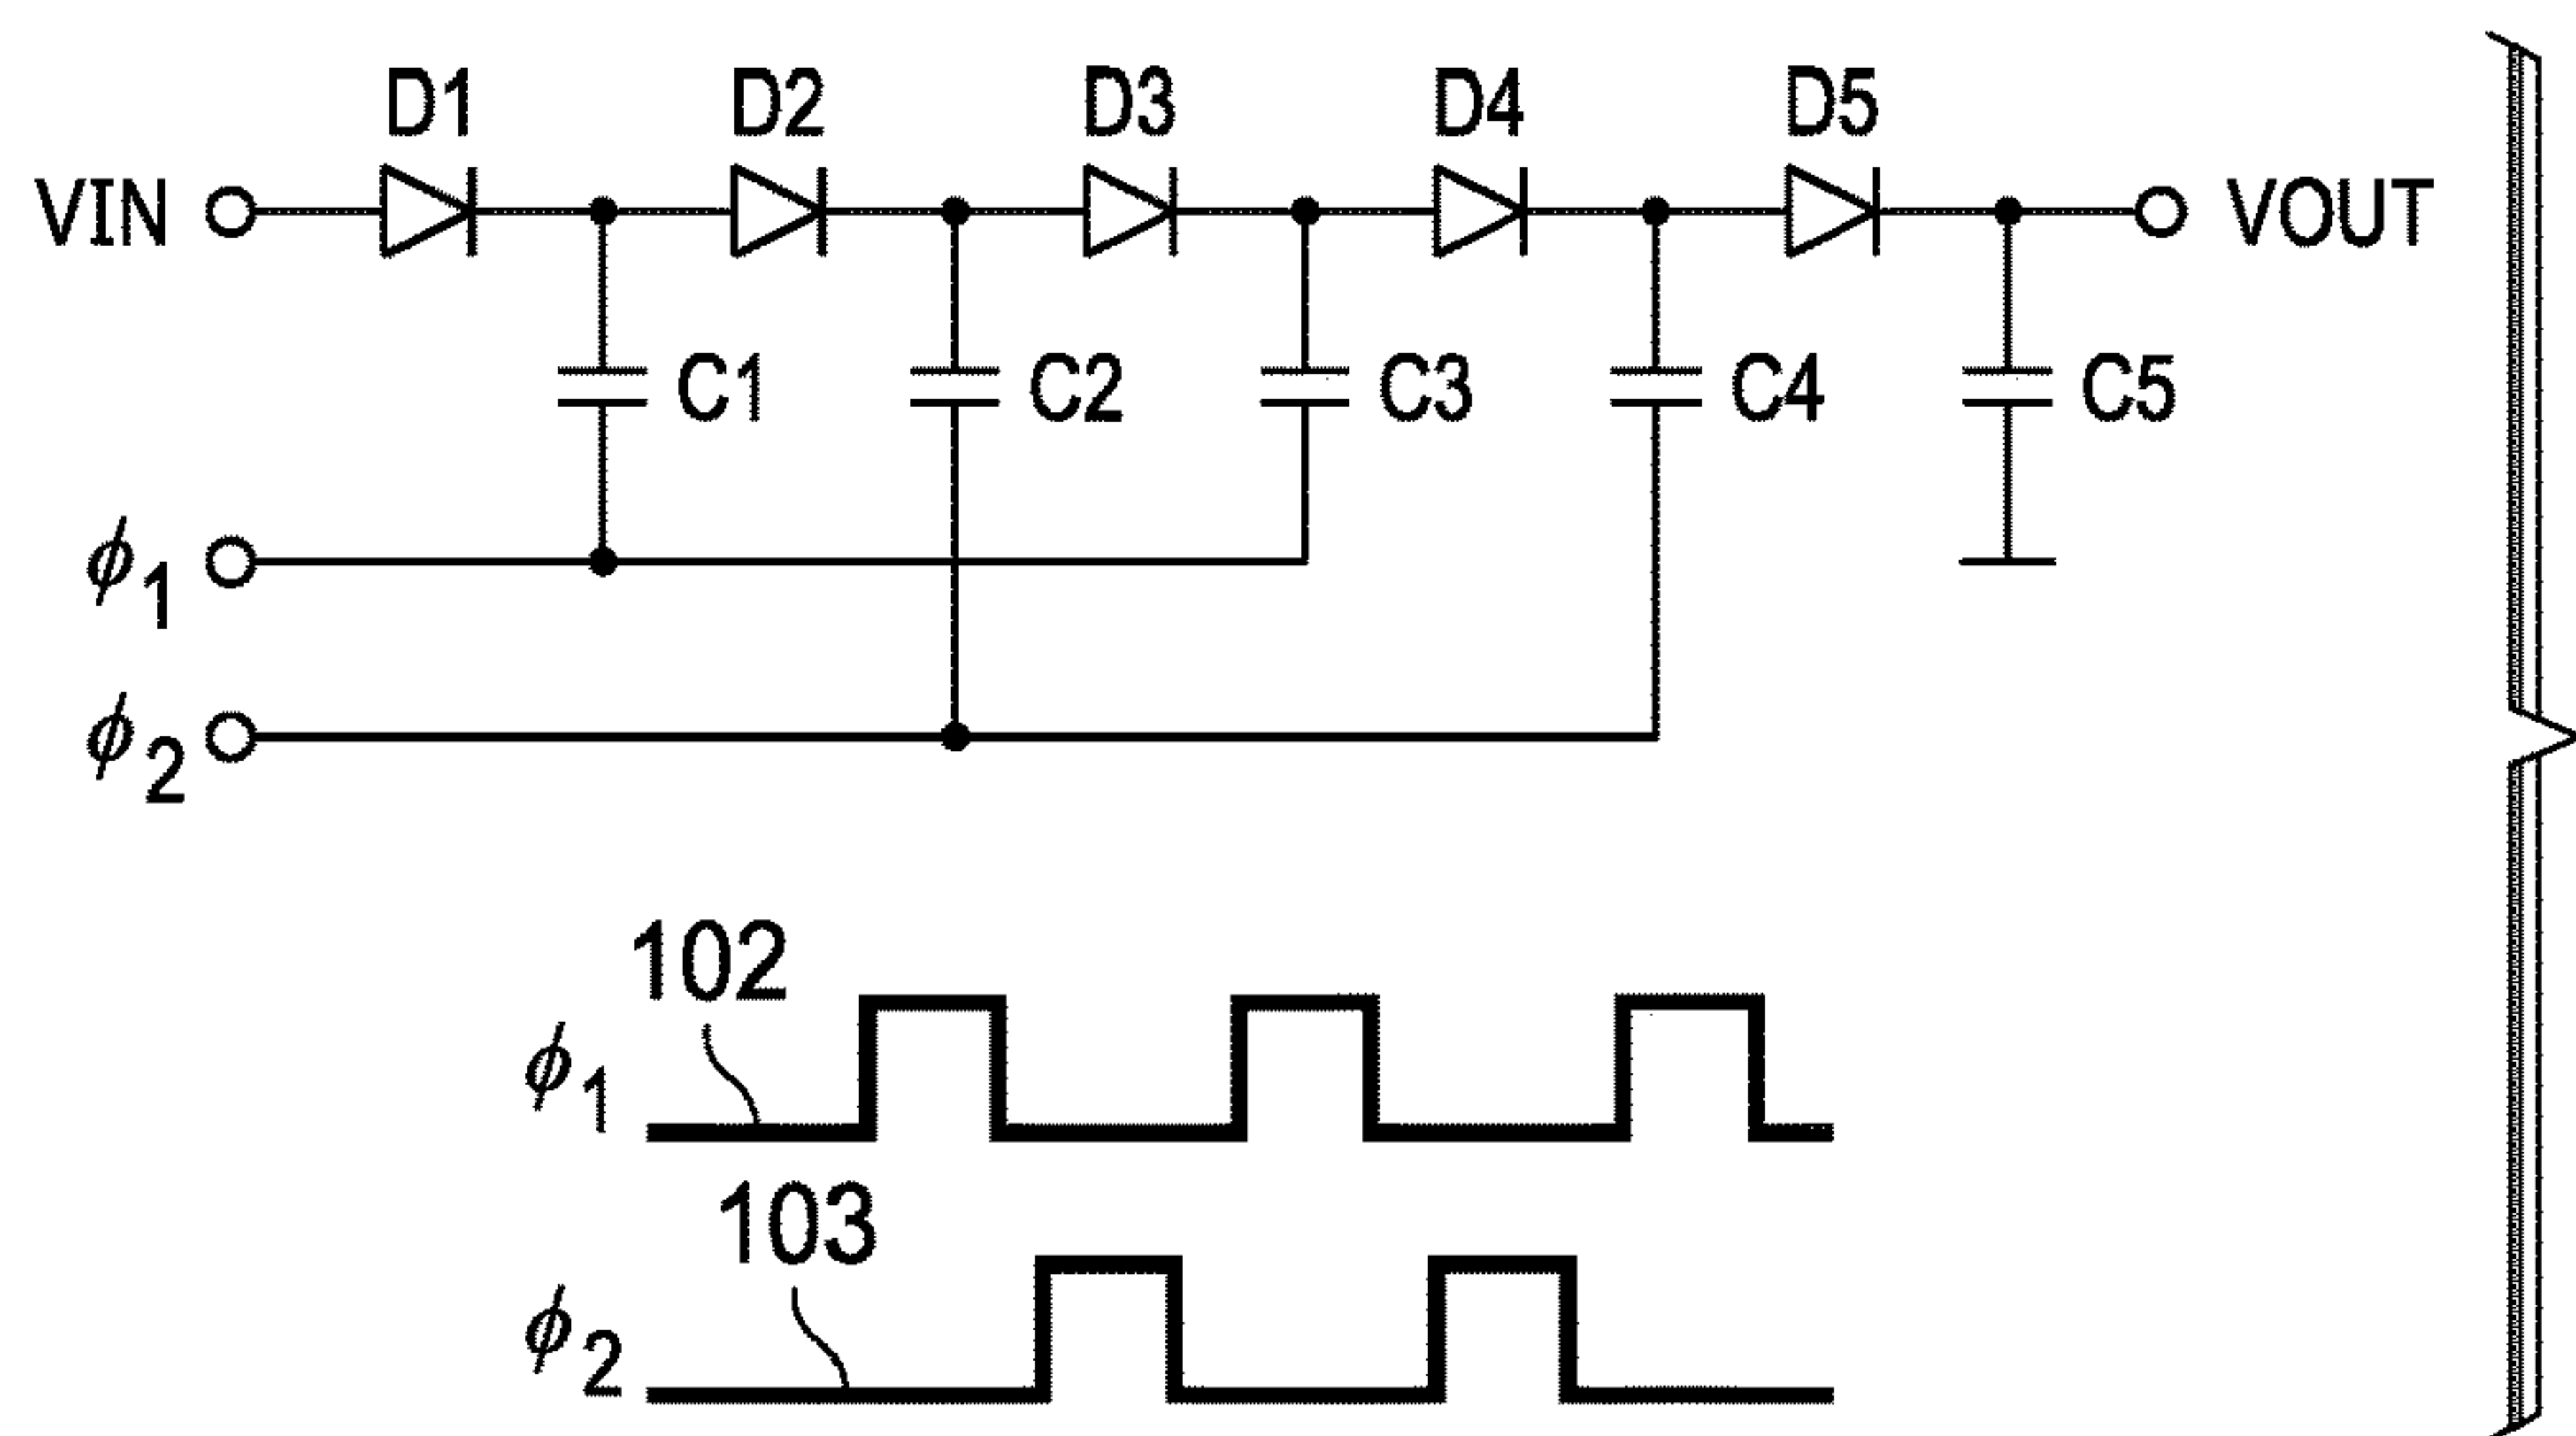 D1 D2 D3 D4 D5
VIN VOUT
C1 C2 C3 C4 C5
ϕ1
ϕ2
102
ϕ1
103
ϕ2